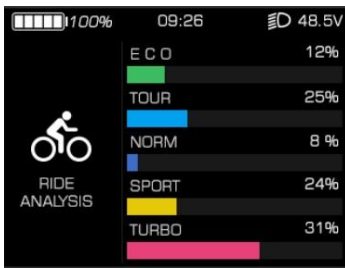 100% 09:26 48.5V
ECO 12%
TOUR 25%
NORM 8 %
SPORT 24%
TURBO 31%
RIDE
ANALYSIS